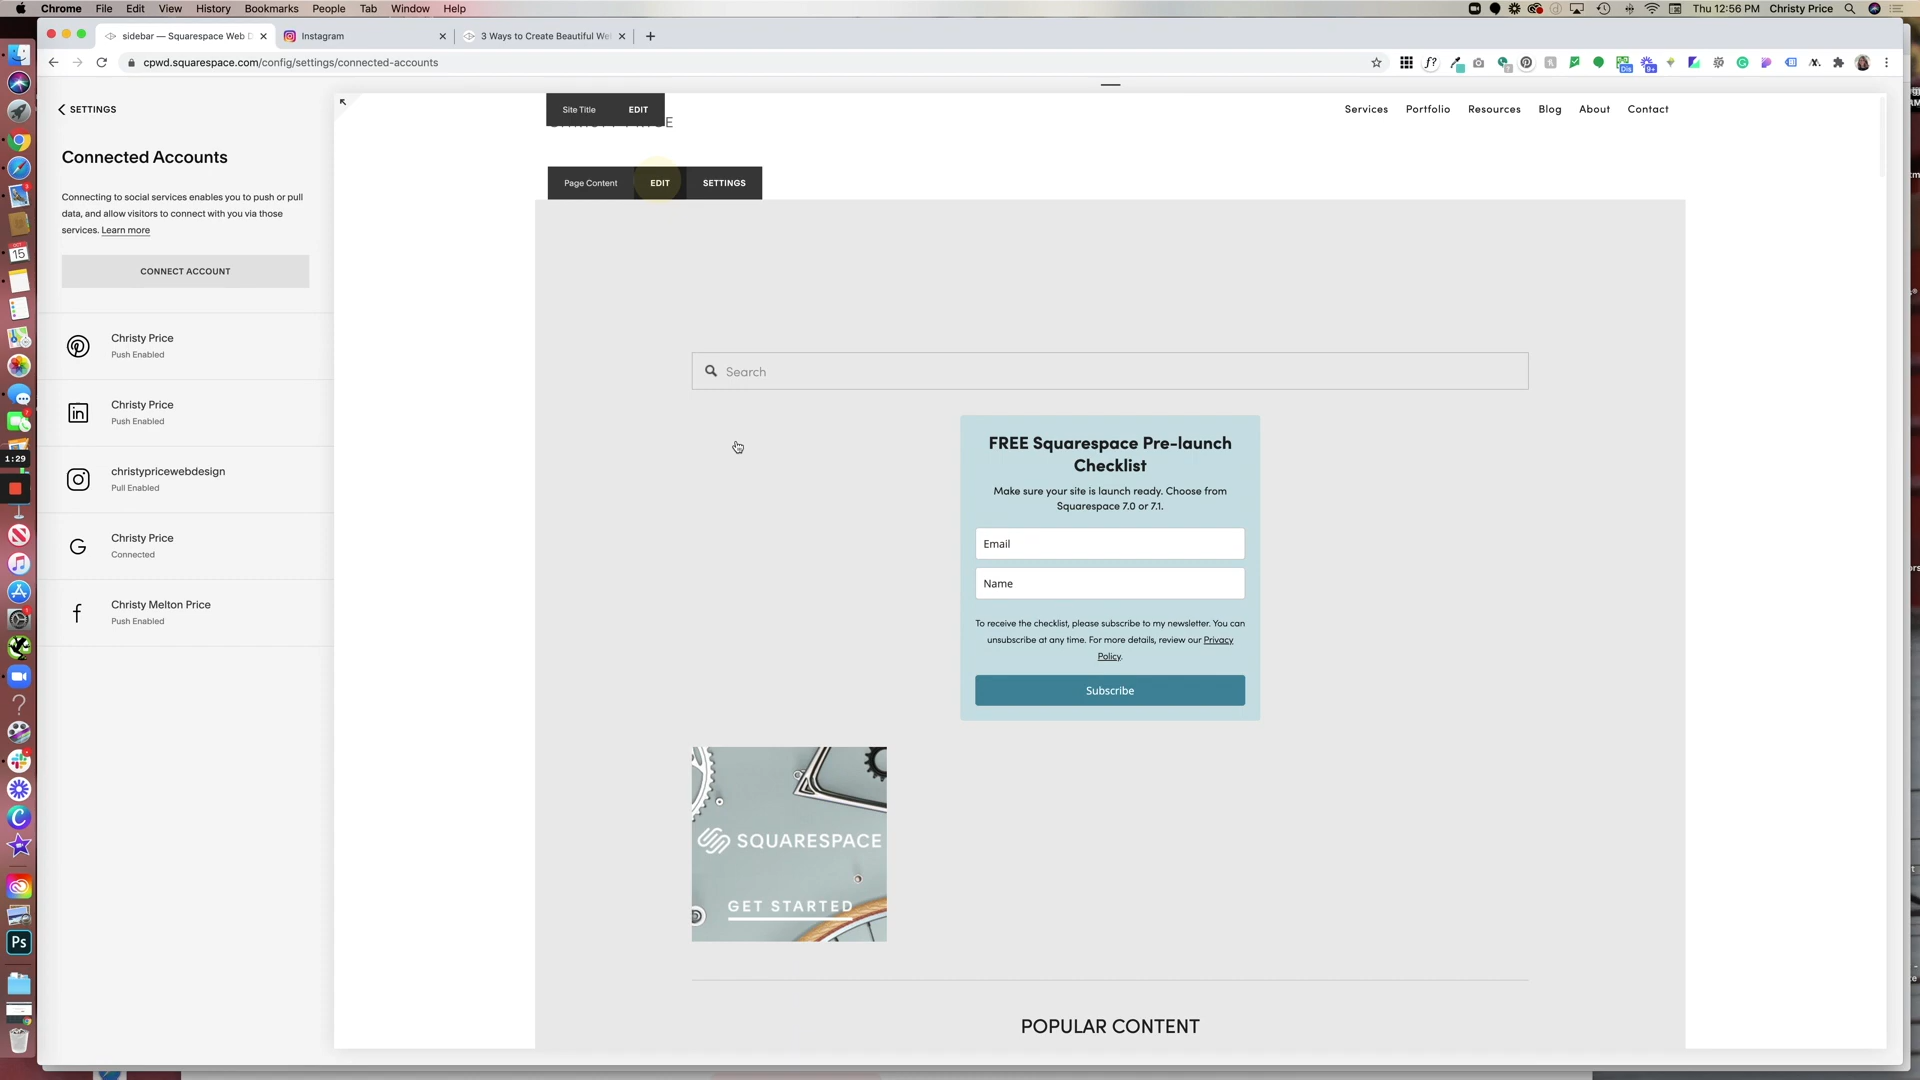 Chrome File Edit View History Bookmarks People Tab Window Help
Thu 12:56 PM Christy Price
sidebar — Squarespace Web D
Instagram
3 Ways to Create Beautiful We
cpwd.squarespace.com/config/settings/connected-accounts
SETTINGS
Connected Accounts
Connecting to social services enables you to push or pull
data, and allow visitors to connect with you via those
services. Learn more
CONNECT ACCOUNT
Christy Price
Push Enabled
Christy Price
Push Enabled
christypricewebdesign
Pull Enabled
Christy Price
Connected
Christy Melton Price
Push Enabled
Site Title EDIT
Services Portfolio Resources Blog About Contact
Page Content EDIT SETTINGS
Search
FREE Squarespace Pre-launch
Checklist
Make sure your site is launch ready. Choose from
Squarespace 7.0 or 7.1.
Email
Name
To receive the checklist, please subscribe to my newsletter. You can
unsubscribe at any time. For more details, review our Privacy
Policy.
Subscribe
SQUARESPACE
GET STARTED
POPULAR CONTENT
1:29
15
Ps